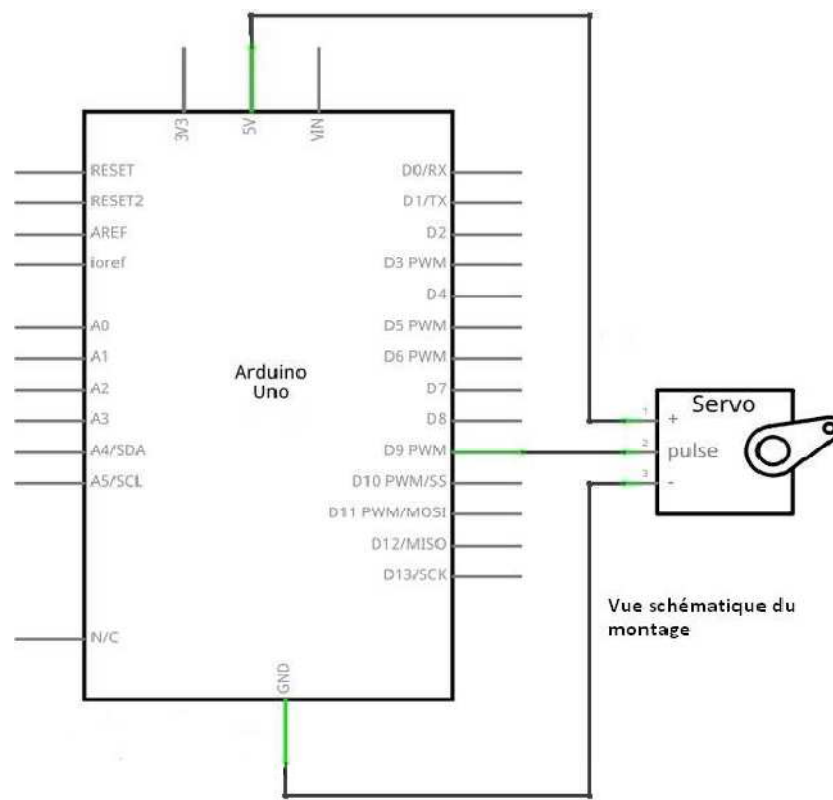 3V3
5V
VIN
RESET
RESET2
AREF
ioref
A0
A1
A2
A3
A4/SDA
A5/SCL
N/C
Arduino
Uno
D0/RX
D1/TX
D2
D3 PWM
D4
D5 PWM
D6 PWM
D7
D8
D9 PWM
D10 PWM/SS
D11 PWM/MOSI
D12/MISO
D13/SCK
GND
Servo
1 +
2 pulse
3 -
Vue schématique du
montage